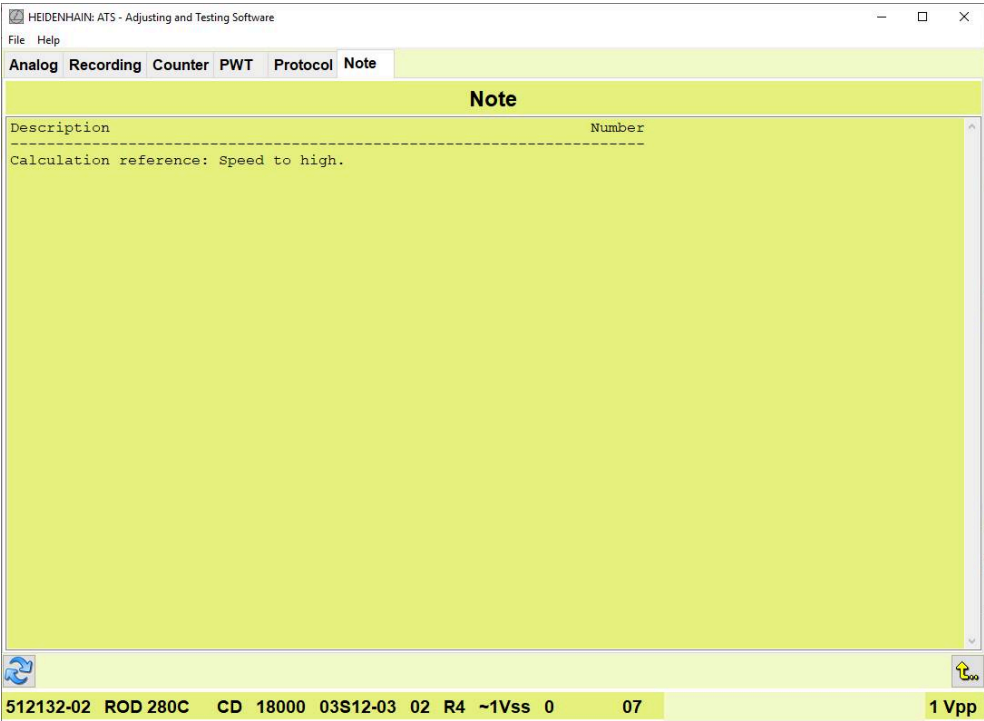 HEIDENHAIN: ATS - Adjusting and Testing Software
File Help
Analog Recording Counter PWT Protocol Note
Note
Description Number
----------------------------------------------------------------------
Calculation reference: Speed to high.
512132-02 ROD 280C CD 18000 03S12-03 02 R4 ~1Vss 0 07 1 Vpp